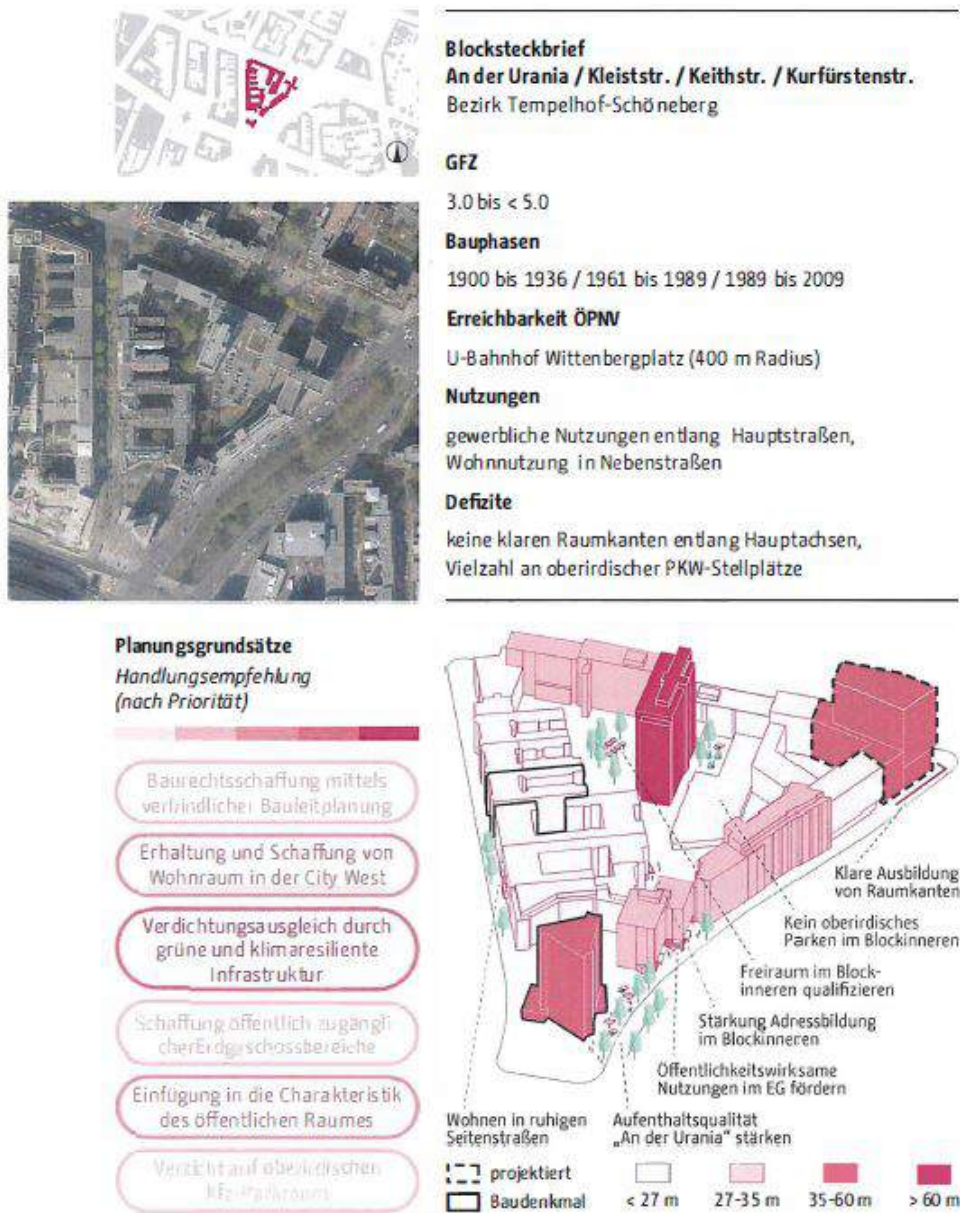 Blocksteckbrief
An der Urania / Kleiststr. / Keithstr. / Kurfürstenstr.
Bezirk Tempelhof-Schöneberg
GFZ
3.0 bis < 5.0
Bauphasen
1900 bis 1936 / 1961 bis 1989 / 1989 bis 2009
Erreichbarkeit ÖPNV
U-Bahnhof Wittenbergplatz (400 m Radius)
Nutzungen
gewerbliche Nutzungen entlang Hauptstraßen,
Wohnnutzung in Nebenstraßen
Defizite
keine klaren Raumkanten entlang Hauptachsen,
Vielzahl an oberirdischer PKW-Stellplätze
Planungsgrundsätze
Handlungsempfehlung
(nach Priorität)
Baurechtsschaffung mittels
verbindlicher Bauleitplanung
Erhaltung und Schaffung von
Wohnraum in der City West
Verdichtungsausgleich durch
grüne und klimaresiliente
Infrastruktur
Schaffung öffentlich zugängli
cherErdgeschossbereiche
Einfügung in die Charakteristik
des öffentlichen Raumes
Verzicht auf oberirdischen
Kfz-Parkraum
Klare Ausbildung
von Raumkanten
Kein oberirdisches
Parken im Blockinneren
Freiraum im Block-
inneren qualifizieren
Stärkung Adressbildung
im Blockinneren
Öffentlichkeitswirksame
Nutzungen im EG fördern
Wohnen in ruhigen
Seitenstraßen
Aufenthaltsqualität
„An der Urania“ stärken
projektiert
Baudenkmal
< 27 m
27-35 m
35-60 m
> 60 m